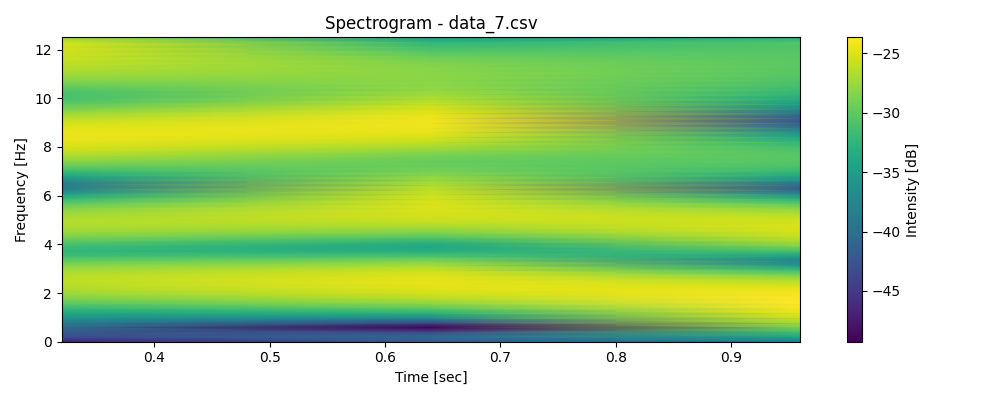 Spectrogram - data_7.csv
Frequency [Hz]
12
10
8
6
4
2
0
0.4 0.5 0.6 0.7 0.8 0.9
Time [sec]
−25
−30
−35
−40
−45
Intensity [dB]